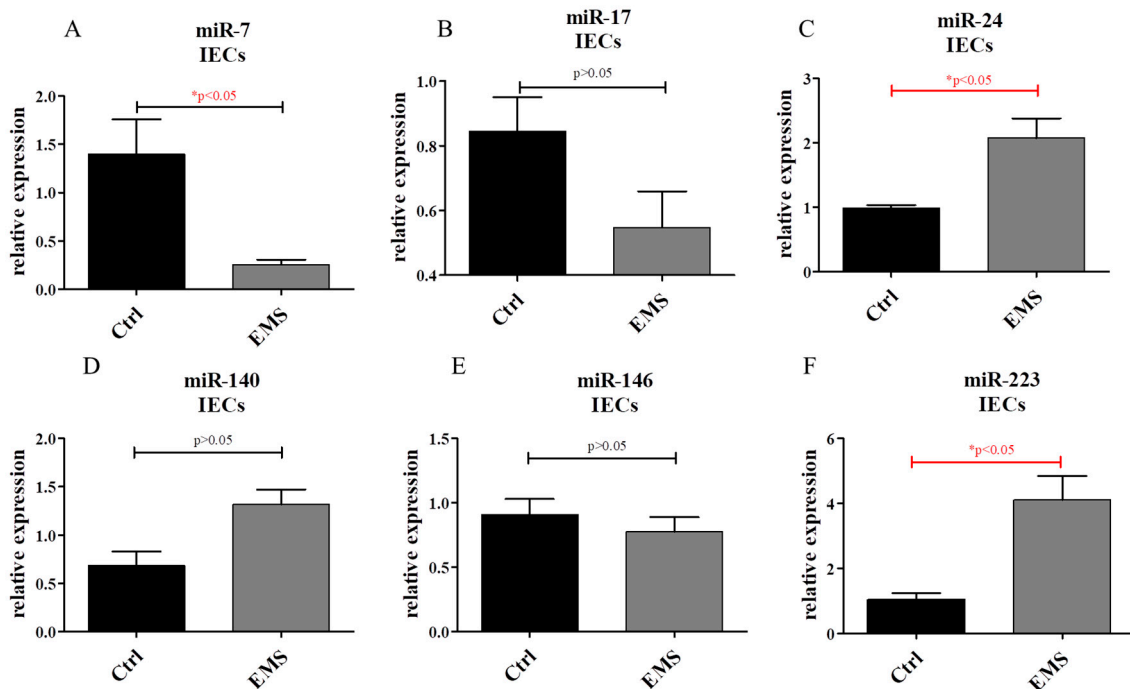 A
miR-7
IECs
relative expression
2.0
1.5
1.0
0.5
0.0
*p<0.05
Ctrl
EMS
B
miR-17
IECs
relative expression
1.0
0.8
0.6
0.4
p>0.05
Ctrl
EMS
C
miR-24
IECs
relative expression
3
2
1
0
*p<0.05
Ctrl
EMS
D
miR-140
IECs
relative expression
2.0
1.5
1.0
0.5
0.0
p>0.05
Ctrl
EMS
E
miR-146
IECs
relative expression
1.5
1.0
0.5
0.0
p>0.05
Ctrl
EMS
F
miR-223
IECs
relative expression
6
4
2
0
*p<0.05
Ctrl
EMS